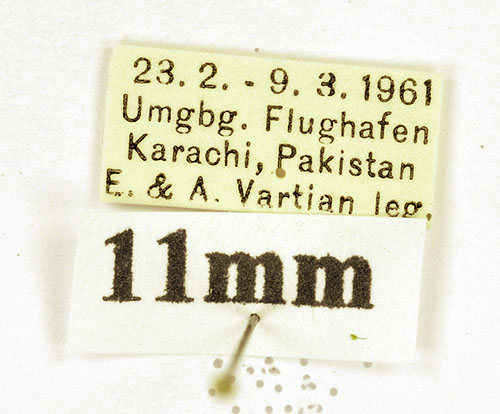 23. 2. - 9. 3. 1961
Umgbg. Flughafen
Karachi, Pakistan
E. & A. Vartian leg.
11mm